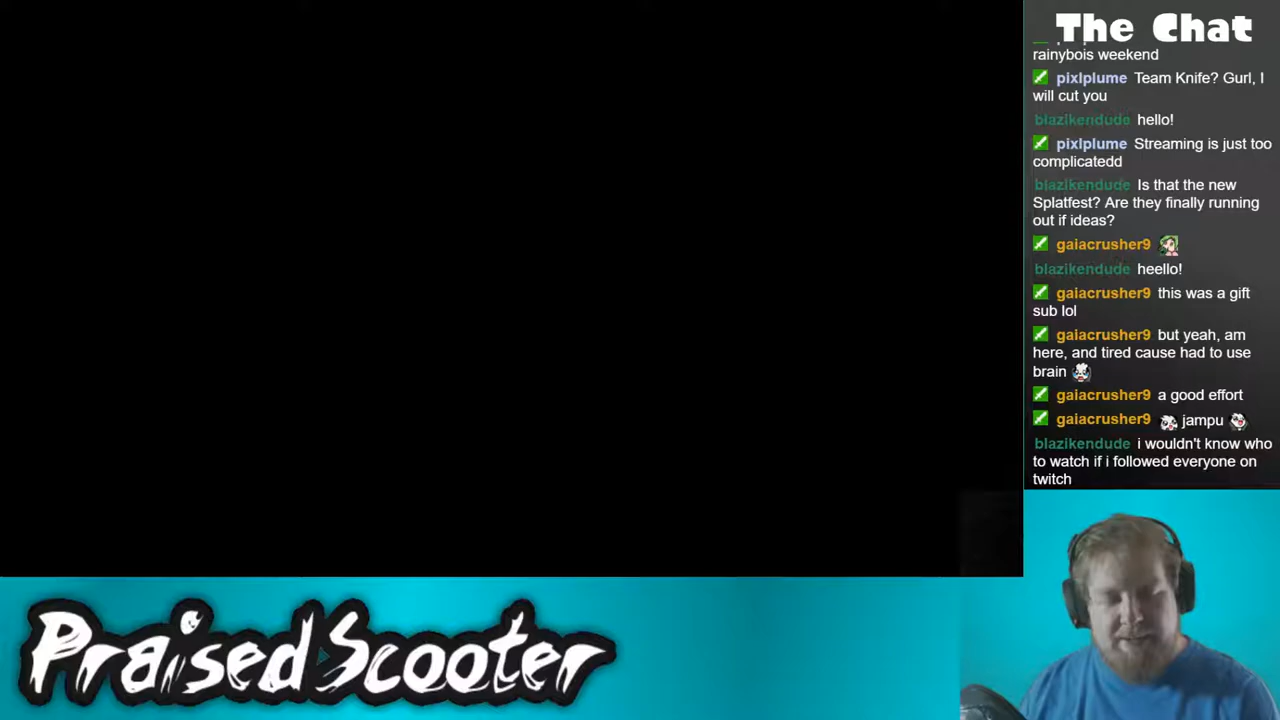 The Chat
rainybois weekend
pixlplume Team Knife? Gurl, I
will cut you
blazikendude hello!
pixlplume Streaming is just too
complicatedd
blazikendude Is that the new
Splatfest? Are they finally running
out if ideas?
gaiacrusher9
blazikendude heello!
gaiacrusher9 this was a gift
sub lol
gaiacrusher9 but yeah, am
here, and tired cause had to use
brain
gaiacrusher9 a good effort
gaiacrusher9 jampu
blazikendude i wouldn't know who
to watch if i followed everyone on
twitch
PraisedScooter